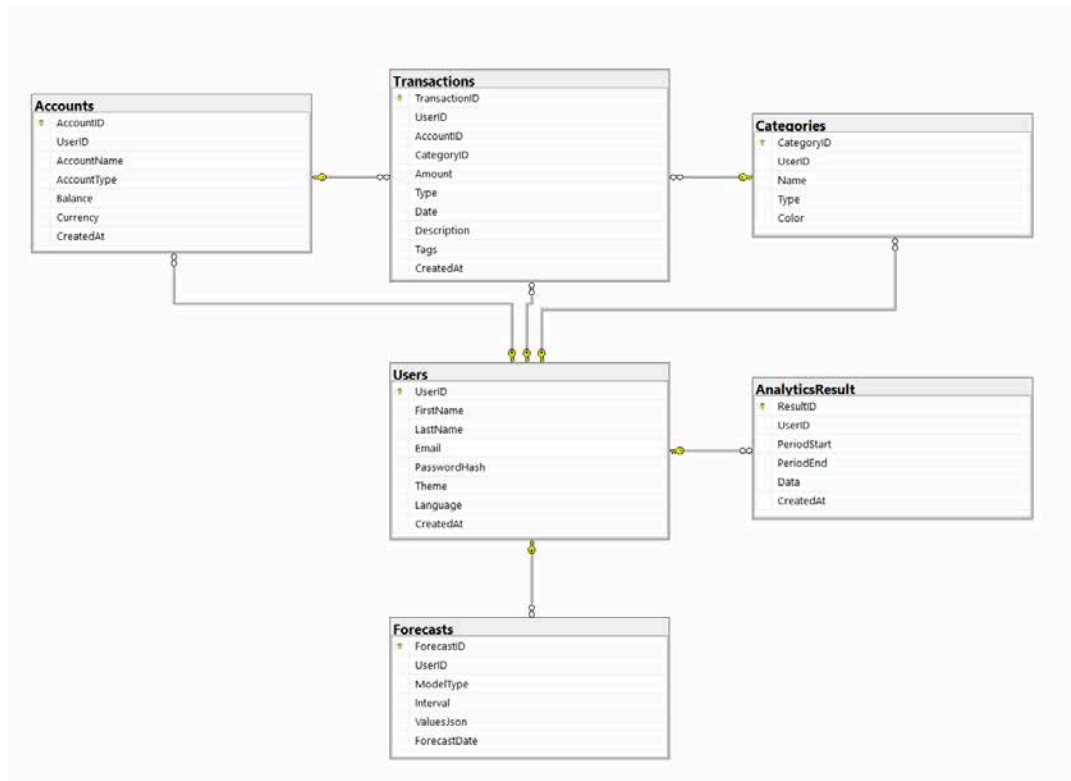 Accounts
AccountID
UserID
AccountName
AccountType
Balance
Currency
CreatedAt
Transactions
TransactionID
UserID
AccountID
CategoryID
Amount
Type
Date
Description
Tags
CreatedAt
Categories
CategoryID
UserID
Name
Type
Color
Users
UserID
FirstName
LastName
Email
PasswordHash
Theme
Language
CreatedAt
AnalyticsResult
ResultID
UserID
PeriodStart
PeriodEnd
Data
CreatedAt
Forecasts
ForecastID
UserID
ModelType
Interval
ValuesJson
ForecastDate